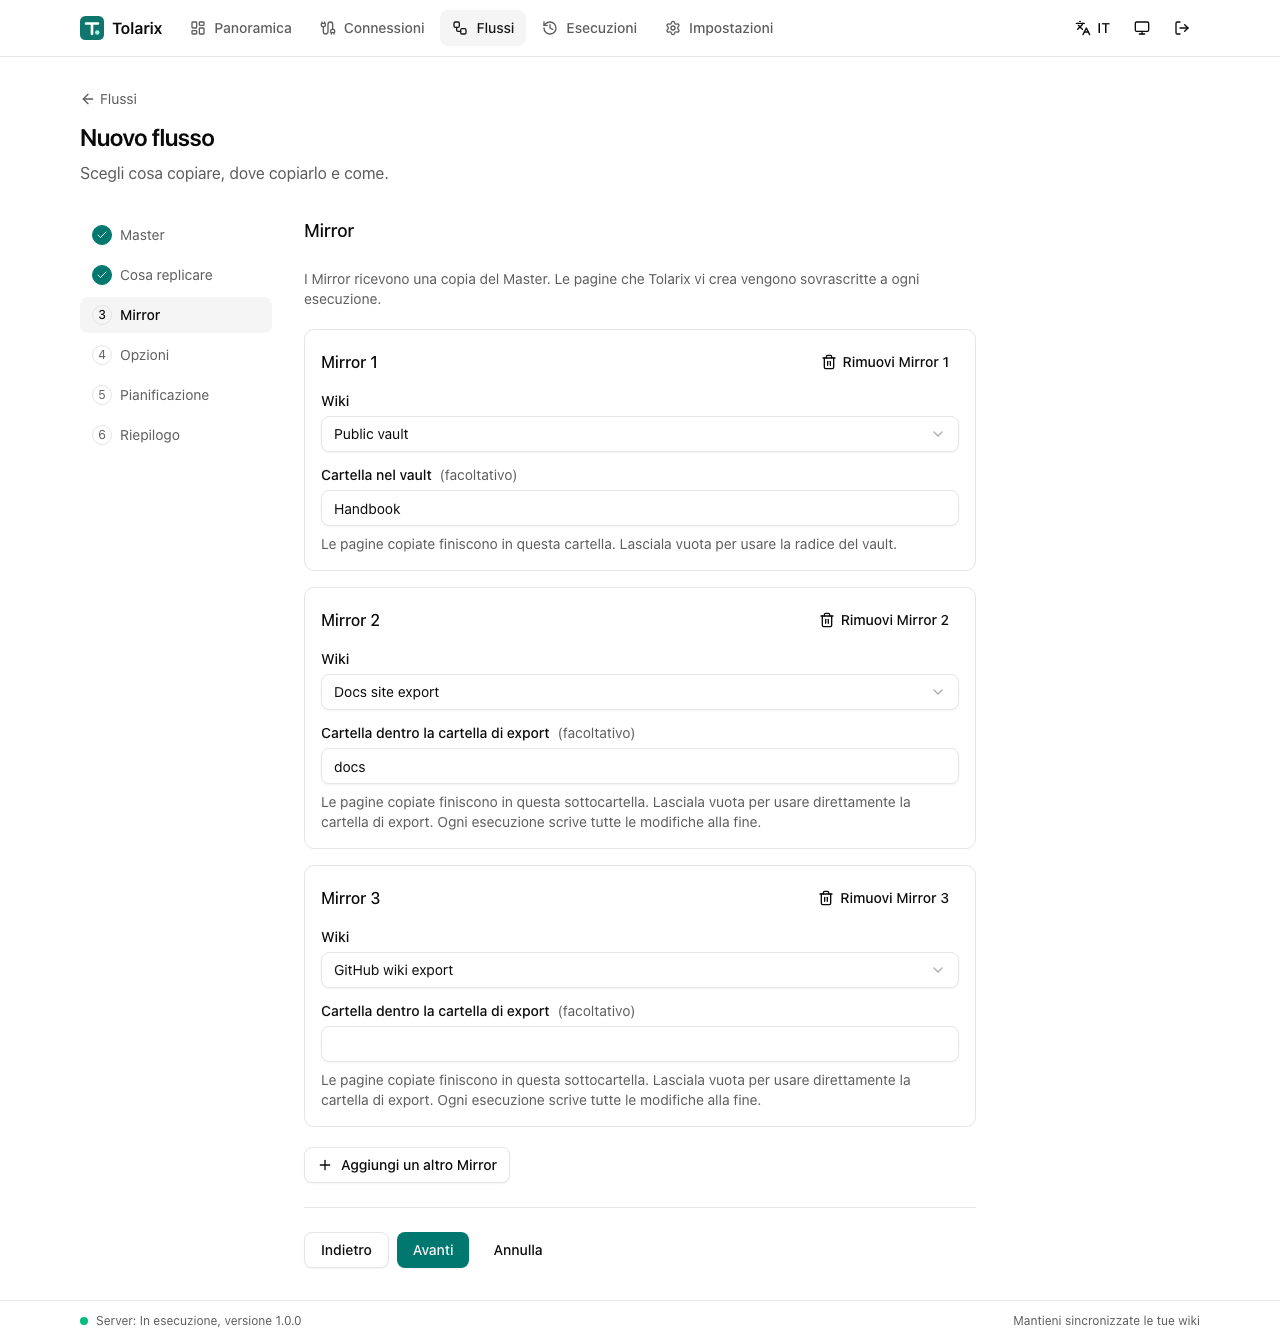 Tolarix
Panoramica
Connessioni
Flussi
Esecuzioni
Impostazioni
IT
Flussi
Nuovo flusso
Scegli cosa copiare, dove copiarlo e come.
Master
Cosa replicare
3 Mirror
4 Opzioni
5 Pianificazione
6 Riepilogo
Mirror
I Mirror ricevono una copia del Master. Le pagine che Tolarix vi crea vengono sovrascritte a ogni
esecuzione.
Mirror 1
Rimuovi Mirror 1
Wiki
Public vault
Cartella nel vault (facoltativo)
Handbook
Le pagine copiate finiscono in questa cartella. Lasciala vuota per usare la radice del vault.
Mirror 2
Rimuovi Mirror 2
Wiki
Docs site export
Cartella dentro la cartella di export (facoltativo)
docs
Le pagine copiate finiscono in questa sottocartella. Lasciala vuota per usare direttamente la
cartella di export. Ogni esecuzione scrive tutte le modifiche alla fine.
Mirror 3
Rimuovi Mirror 3
Wiki
GitHub wiki export
Cartella dentro la cartella di export (facoltativo)
Le pagine copiate finiscono in questa sottocartella. Lasciala vuota per usare direttamente la
cartella di export. Ogni esecuzione scrive tutte le modifiche alla fine.
Aggiungi un altro Mirror
Indietro
Avanti
Annulla
Server: In esecuzione, versione 1.0.0
Mantieni sincronizzate le tue wiki